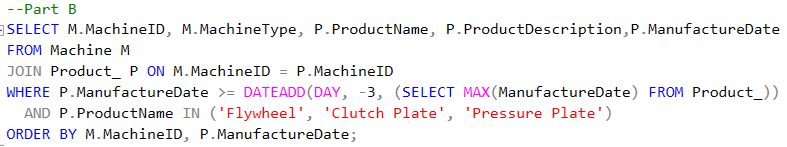 --Part B
SELECT M.MachineID, M.MachineType, P.ProductName, P.ProductDescription,P.ManufactureDate
FROM Machine M
JOIN Product_ P ON M.MachineID = P.MachineID
WHERE P.ManufactureDate >= DATEADD(DAY, -3, (SELECT MAX(ManufactureDate) FROM Product_))
  AND P.ProductName IN ('Flywheel', 'Clutch Plate', 'Pressure Plate')
ORDER BY M.MachineID, P.ManufactureDate;